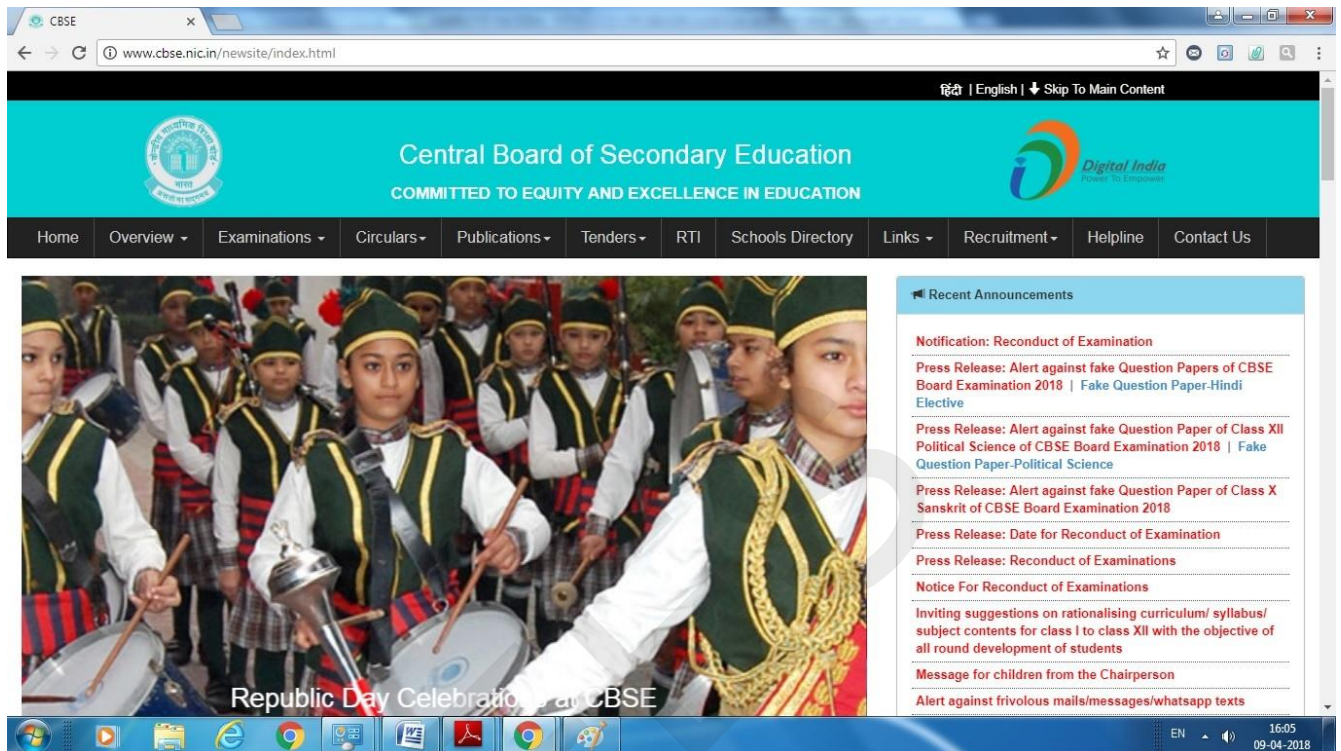 CBSE
www.cbse.nic.in/newsite/index.html
हिंदी | English | Skip To Main Content
Central Board of Secondary Education
COMMITTED TO EQUITY AND EXCELLENCE IN EDUCATION
भारत
Digital India
Power To Empower
Home Overview Examinations Circulars Publications Tenders RTI Schools Directory Links Recruitment Helpline Contact Us
Recent Announcements
Notification: Reconduct of Examination
Press Release: Alert against fake Question Papers of CBSE
Board Examination 2018 | Fake Question Paper-Hindi
Elective
Press Release: Alert against fake Question Paper of Class XII
Political Science of CBSE Board Examination 2018 | Fake
Question Paper-Political Science
Press Release: Alert against fake Question Paper of Class X
Sanskrit of CBSE Board Examination 2018
Press Release: Date for Reconduct of Examination
Press Release: Reconduct of Examinations
Notice For Reconduct of Examinations
Inviting suggestions on rationalising curriculum/ syllabus/
subject contents for class I to class XII with the objective of
all round development of students
Message for children from the Chairperson
Alert against frivolous mails/messages/whatsapp texts
Republic Day Celebrations at CBSE
EN
16:05
09-04-2018